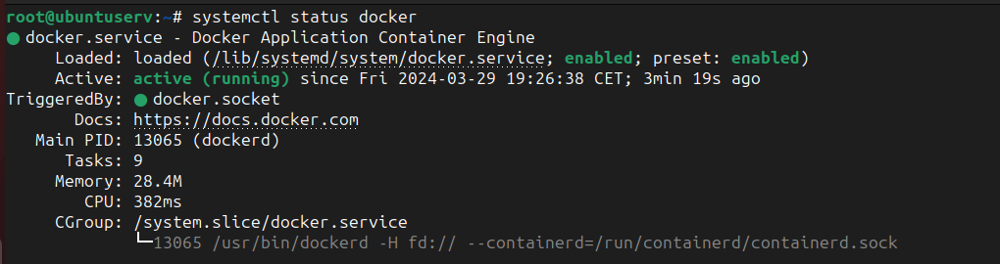 root@ubuntuserv:~# systemctl status docker
● docker.service - Docker Application Container Engine
     Loaded: loaded (/lib/systemd/system/docker.service; enabled; preset: enabled)
     Active: active (running) since Fri 2024-03-29 19:26:38 CET; 3min 19s ago
TriggeredBy: ● docker.socket
       Docs: https://docs.docker.com
   Main PID: 13065 (dockerd)
      Tasks: 9
     Memory: 28.4M
        CPU: 382ms
     CGroup: /system.slice/docker.service
             └─13065 /usr/bin/dockerd -H fd:// --containerd=/run/containerd/containerd.sock